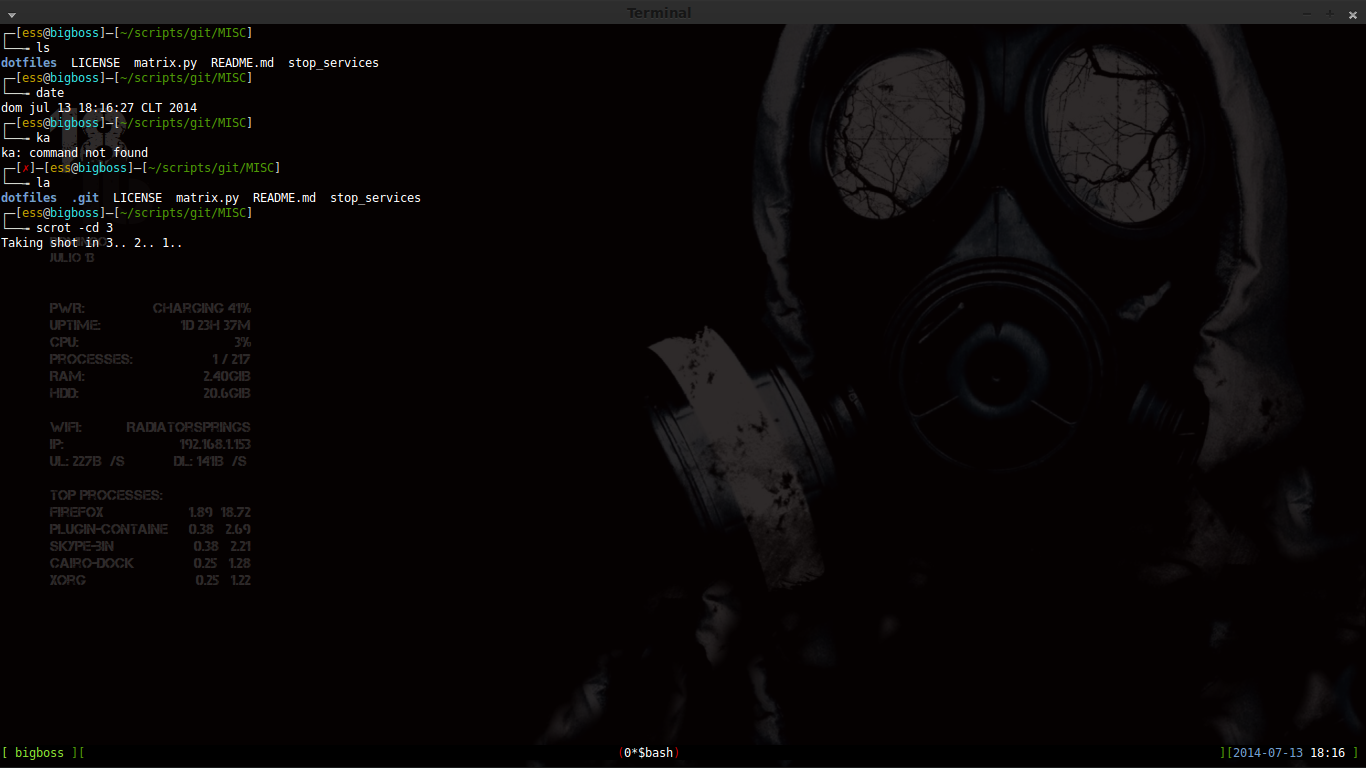 Terminal
┌─[ess@bigboss]─[~/scripts/git/MISC]
└──╼ ls
dotfiles  LICENSE  matrix.py  README.md  stop_services
┌─[ess@bigboss]─[~/scripts/git/MISC]
└──╼ date
dom jul 13 18:16:27 CLT 2014
┌─[ess@bigboss]─[~/scripts/git/MISC]
└──╼ ka
ka: command not found
┌─[✗]─[ess@bigboss]─[~/scripts/git/MISC]
└──╼ la
dotfiles  .git  LICENSE  matrix.py  README.md  stop_services
┌─[ess@bigboss]─[~/scripts/git/MISC]
└──╼ scrot -cd 3
Taking shot in 3.. 2.. 1..
JULIO 13
PWR: CHARGING 41%
UPTIME: 1D 23H 37M
CPU: 3%
PROCESSES: 1 / 217
RAM: 2.40GIB
HDD: 20.6GIB
WIFI: RADIATORSPRINGS
IP: 192.168.1.153
UL: 227B /S DL: 141B /S
TOP PROCESSES:
FIREFOX 1.89 18.72
PLUGIN-CONTAINE 0.38 2.69
SKYPE-BIN 0.38 2.21
CAIRO-DOCK 0.25 1.28
XORG 0.25 1.22
[ bigboss ][ (0*$bash) ][2014-07-13 18:16 ]